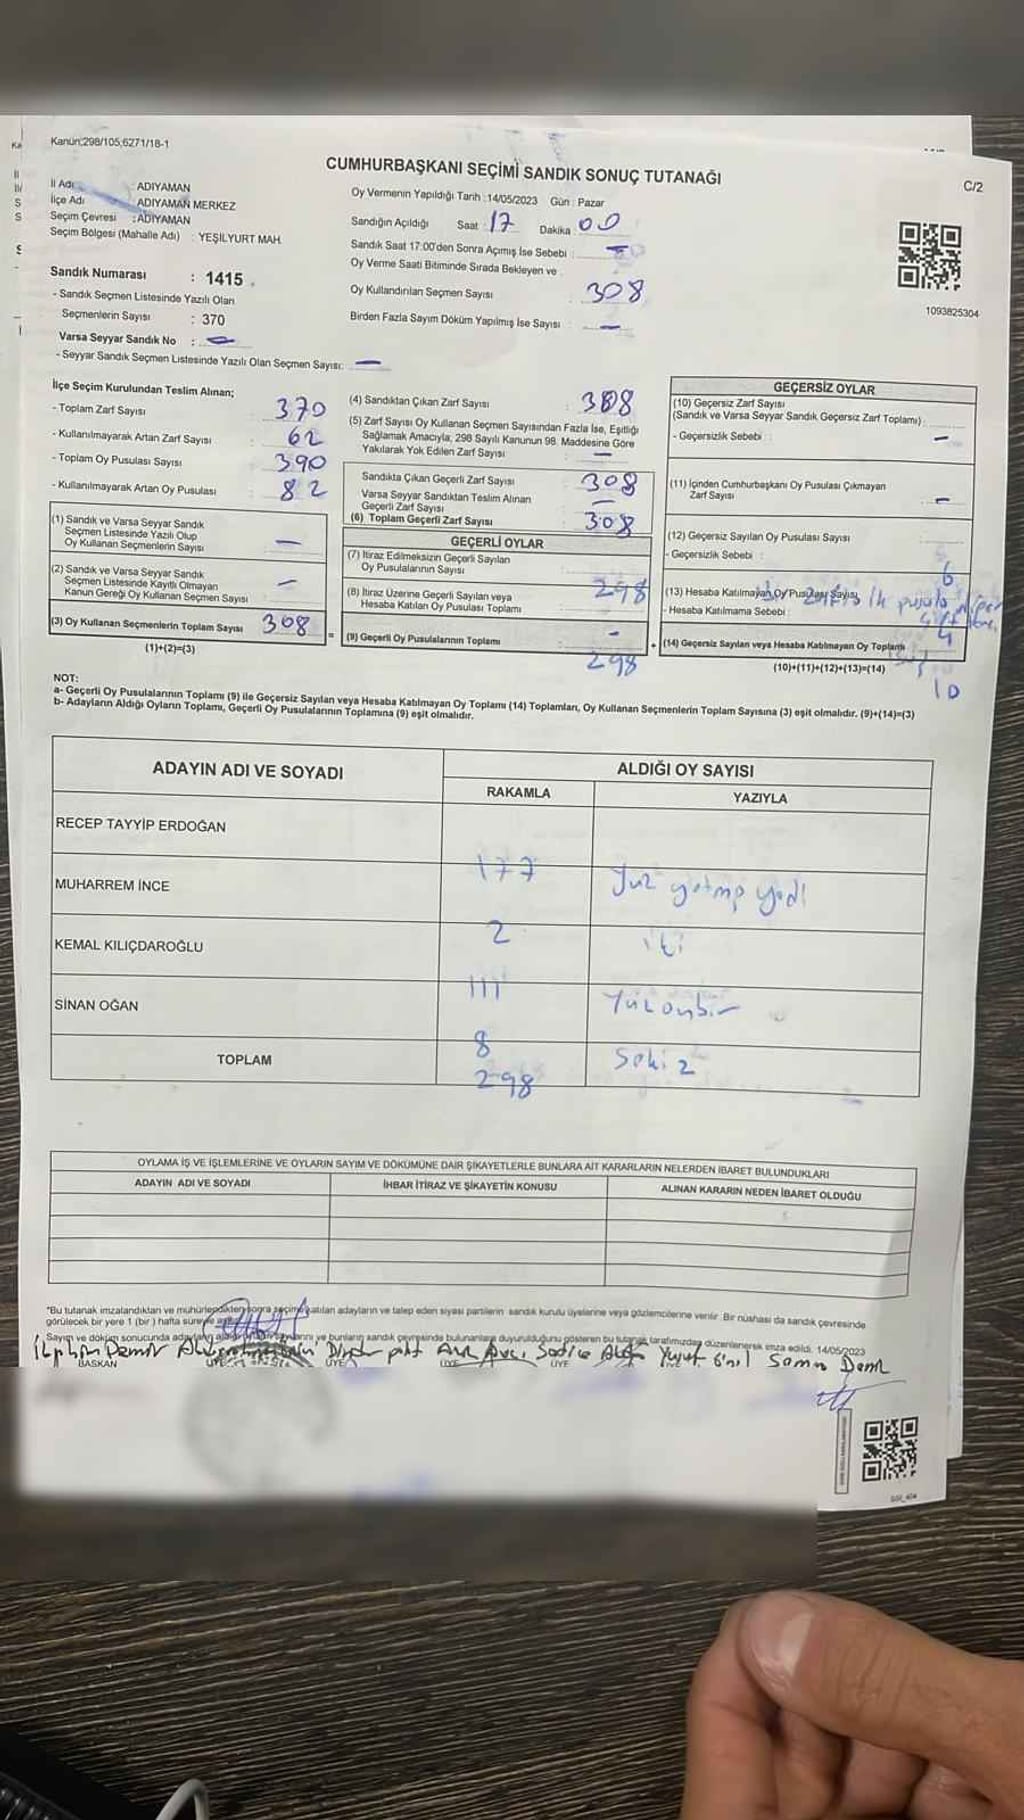 Kanun:298/105;6271/18-1
CUMHURBAŞKANI SEÇİMİ SANDIK SONUÇ TUTANAĞI
C/2
İl Adı : ADIYAMAN
İlçe Adı : ADIYAMAN MERKEZ
Seçim Çevresi : ADIYAMAN
Seçim Bölgesi (Mahalle Adı) : YEŞİLYURT MAH.
Sandık Numarası : 1415
- Sandık Seçmen Listesinde Yazılı Olan
Seçmenlerin Sayısı : 370
Varsa Seyyar Sandık No : —
- Seyyar Sandık Seçmen Listesinde Yazılı Olan Seçmen Sayısı: —
Oy Vermenin Yapıldığı Tarih :14/05/2023 Gün : Pazar
Sandığın Açıldığı Saat 17 Dakika 00
Sandık Saat 17:00'den Sonra Açımış İse Sebebi :
Oy Verme Saati Bitiminde Sırada Bekleyen ve
Oy Kullandırılan Seçmen Sayısı : 308
Birden Fazla Sayım Döküm Yapılmış İse Sayısı : —
1093825304
İlçe Seçim Kurulundan Teslim Alınan;
- Toplam Zarf Sayısı : 370
- Kullanılmayarak Artan Zarf Sayısı : 62
- Toplam Oy Pusulası Sayısı : 390
- Kullanılmayarak Artan Oy Pusulası : 82
(1) Sandık ve Varsa Seyyar Sandık
Seçmen Listesinde Yazılı Olup
Oy Kullanan Seçmenlerin Sayısı : —
(2) Sandık ve Varsa Seyyar Sandık
Seçmen Listesinde Kayıtlı Olmayan
Kanun Gereği Oy Kullanan Seçmen Sayısı : —
(3) Oy Kullanan Seçmenlerin Toplam Sayısı 308
(1)+(2)=(3)
=
(4) Sandıktan Çıkan Zarf Sayısı : 308
(5) Zarf Sayısı Oy Kullanan Seçmen Sayısından Fazla İse, Eşitliği
Sağlamak Amacıyla, 298 Sayılı Kanunun 98. Maddesine Göre
Yakılarak Yok Edilen Zarf Sayısı : —
Sandıkta Çıkan Geçerli Zarf Sayısı : 308
Varsa Seyyar Sandıktan Teslim Alınan
Geçerli Zarf Sayısı : —
(6) Toplam Geçerli Zarf Sayısı : 308
GEÇERLİ OYLAR
(7) İtiraz Edilmeksizin Geçerli Sayılan
Oy Pusulalarının Sayısı
298
(8) İtiraz Üzerine Geçerli Sayılan veya
Hesaba Katılan Oy Pusulası Toplamı
-
(9) Geçerli Oy Pusulalarının Toplamı
298
+
GEÇERSİZ OYLAR
(10) Geçersiz Zarf Sayısı
(Sandık ve Varsa Seyyar Sandık Geçersiz Zarf Toplamı)
- Geçersizlik Sebebi : —
(11) İçinden Cumhurbaşkanı Oy Pusulası Çıkmayan
Zarf Sayısı —
(12) Geçersiz Sayılan Oy Pusulası Sayısı
- Geçersizlik Sebebi :
6
(13) Hesaba Katılmayan Oy Pusulası Sayısı
- Hesaba Katılmama Sebebi :
4
(14) Geçersiz Sayılan veya Hesaba Katılmayan Oy Toplamı
(10)+(11)+(12)+(13)=(14)
10
NOT:
a- Geçerli Oy Pusulalarının Toplamı (9) ile Geçersiz Sayılan veya Hesaba Katılmayan Oy Toplamı (14) Toplamları, Oy Kullanan Seçmenlerin Toplam Sayısına (3) eşit olmalıdır. (9)+(14)=(3)
b- Adayların Aldığı Oyların Toplamı, Geçerli Oy Pusulalarının Toplamına (9) eşit olmalıdır.
ADAYIN ADI VE SOYADI
ALDIĞI OY SAYISI
RAKAMLA YAZIYLA
RECEP TAYYİP ERDOĞAN
177 Yüz yetmiş yedi
MUHARREM İNCE
2 iki
KEMAL KILIÇDAROĞLU
111 Yüz onbir
SİNAN OĞAN
8 Sekiz
TOPLAM
298
OYLAMA İŞ VE İŞLEMLERİNE VE OYLARIN SAYIM VE DÖKÜMÜNE DAİR ŞİKAYETLERLE BUNLARA AİT KARARLARIN NELERDEN İBARET BULUNDUKLARI
ADAYIN ADI VE SOYADI İHBAR İTİRAZ VE ŞİKAYETİN KONUSU ALINAN KARARIN NEDEN İBARET OLDUĞU
*Bu tutanak imzalandıktan ve mühürlendikten sonra seçime katılan adayların ve talep eden siyasi partilerin sandık kurulu üyelerine veya gözlemcilerine verilir. Bir nüshası da sandık çevresinde
görülecek bir yere 1 (bir) hafta süreyle asılır.
Sayım ve döküm sonucunda adayların aldığı oy sayılarını ve bunların sandık çevresinde bulunanlara duyurulduğunu gösteren bu tutanak tarafımızdan düzenlenerek imza edildi. 14/05/2023
BAŞKAN ÜYE ÜYE ÜYE ÜYE